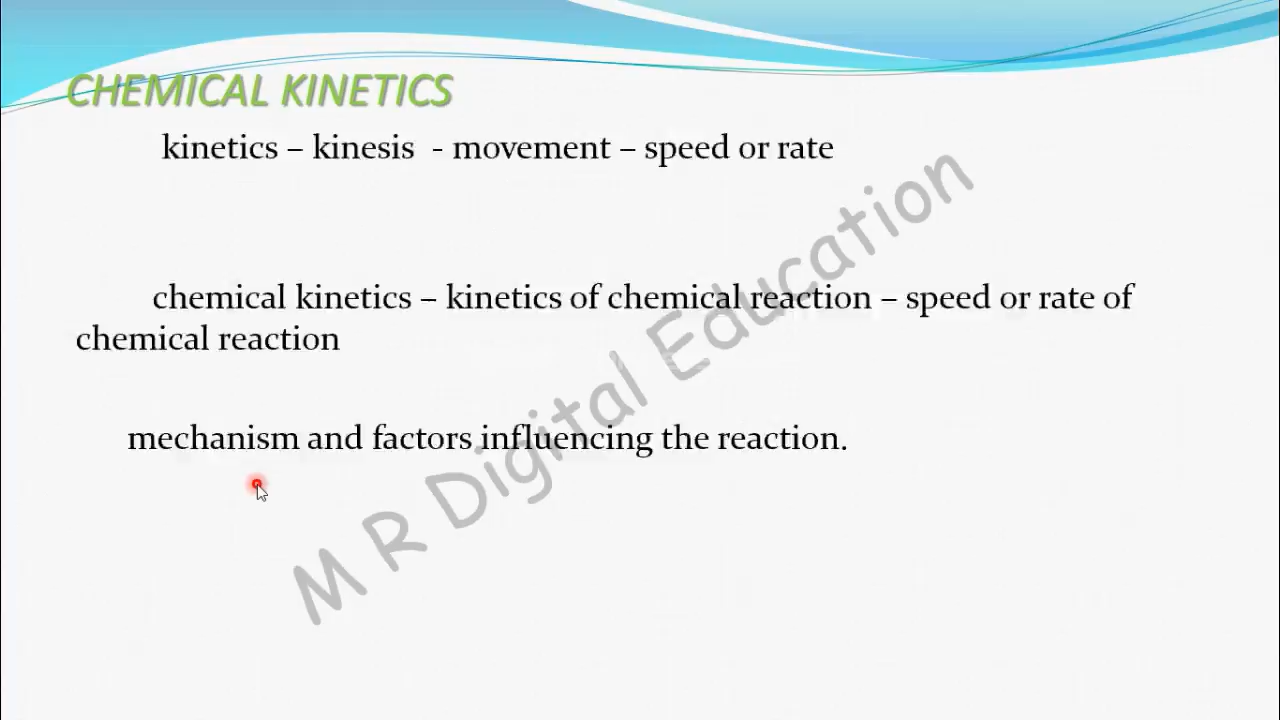 CHEMICAL KINETICS
kinetics – kinesis - movement – speed or rate
chemical kinetics – kinetics of chemical reaction – speed or rate of
chemical reaction
mechanism and factors influencing the reaction.
M R Digital Education